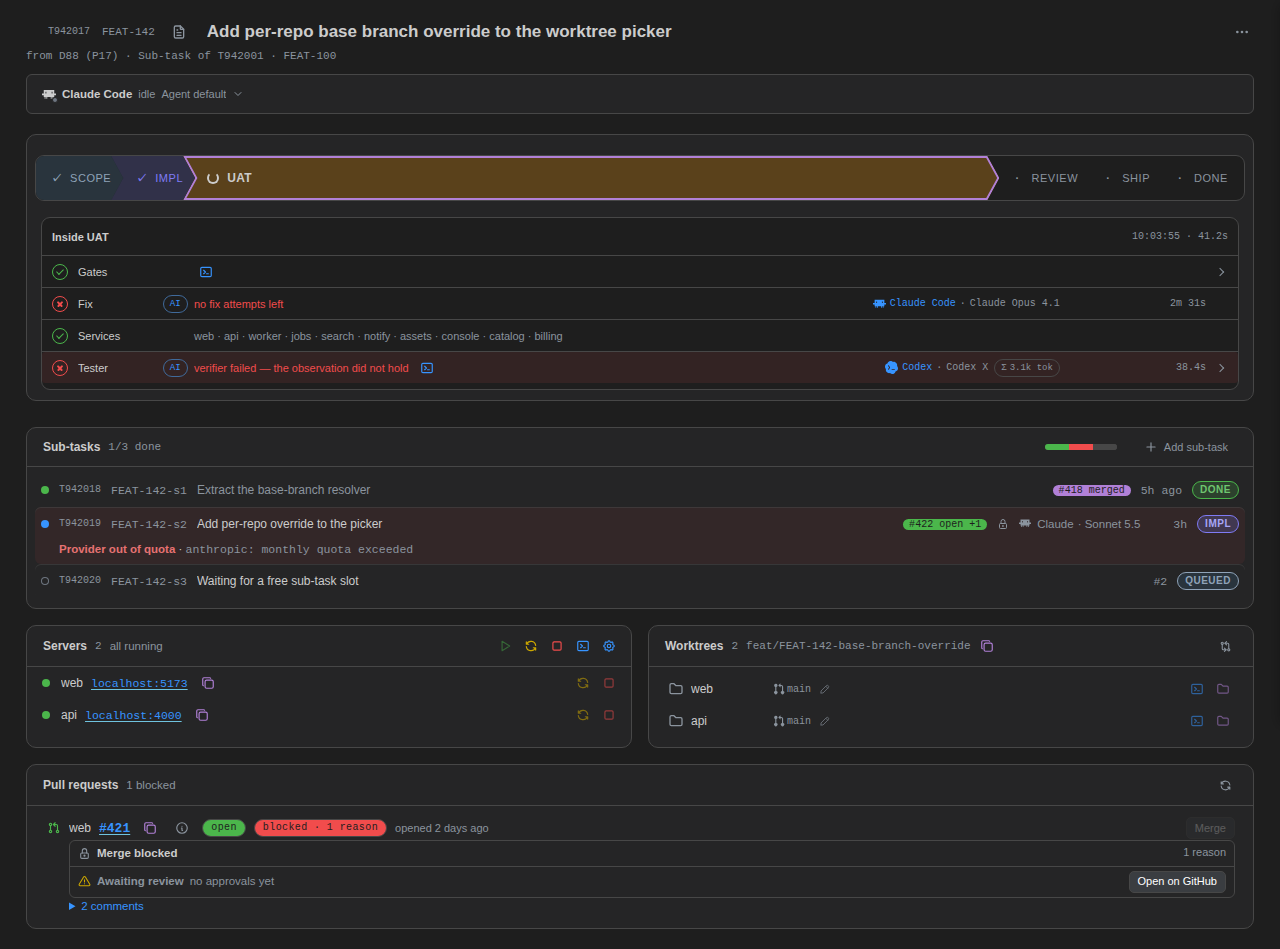 T942017 FEAT-142 Add per-repo base branch override to the worktree picker
from D88 (P17) · Sub-task of T942001 · FEAT-100
Claude Code idle Agent default
SCOPE IMPL UAT REVIEW SHIP DONE
Inside UAT 10:03:55 · 41.2s
Gates
Fix AI no fix attempts left Claude Code · Claude Opus 4.1 2m 31s
Services web · api · worker · jobs · search · notify · assets · console · catalog · billing
Tester AI verifier failed — the observation did not hold Codex · Codex X Σ 3.1k tok 38.4s
Sub-tasks 1/3 done Add sub-task
T942018 FEAT-142-s1 Extract the base-branch resolver #418 merged 5h ago DONE
T942019 FEAT-142-s2 Add per-repo override to the picker #422 open +1 Claude · Sonnet 5.5 3h IMPL
Provider out of quota · anthropic: monthly quota exceeded
T942020 FEAT-142-s3 Waiting for a free sub-task slot #2 QUEUED
Servers 2 all running
web localhost:5173
api localhost:4000
Worktrees 2 feat/FEAT-142-base-branch-override
web main
api main
Pull requests 1 blocked
web #421 open blocked · 1 reason opened 2 days ago Merge
Merge blocked 1 reason
Awaiting review no approvals yet Open on GitHub
2 comments